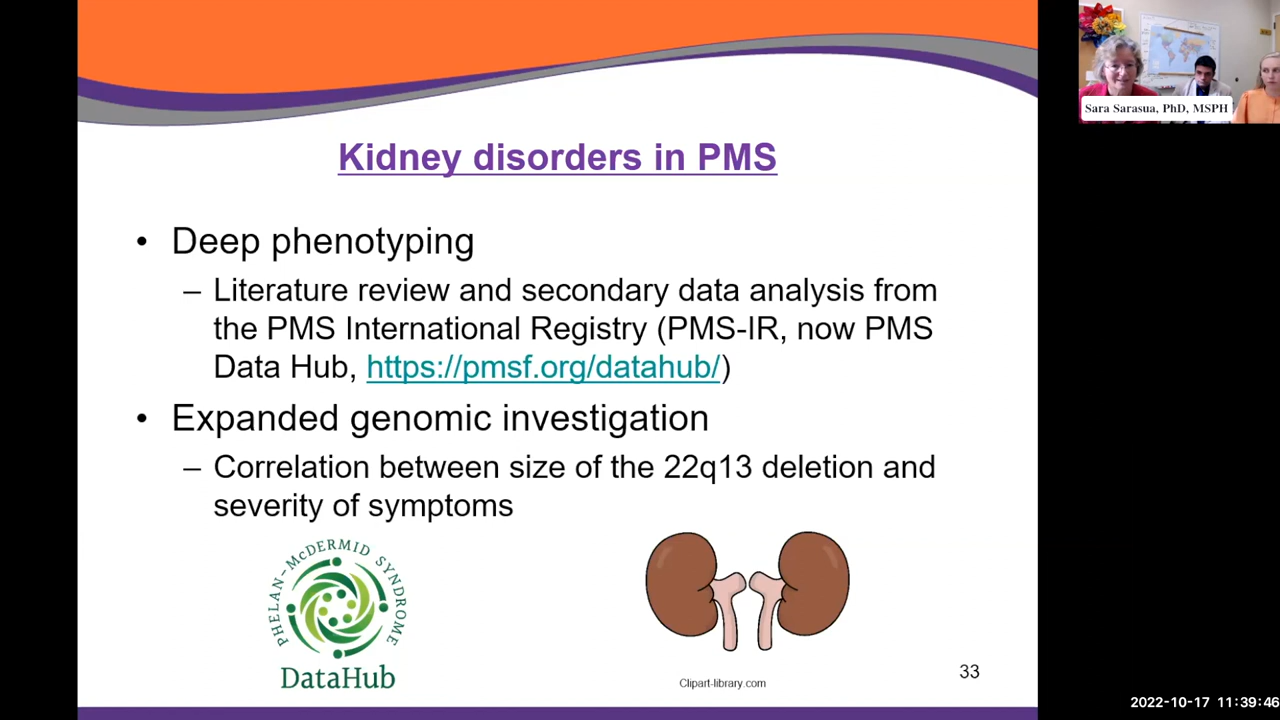 Sara Sarasua, PhD, MSPH
Kidney disorders in PMS
• Deep phenotyping
– Literature review and secondary data analysis from
the PMS International Registry (PMS-IR, now PMS
Data Hub, https://pmsf.org/datahub/)
• Expanded genomic investigation
– Correlation between size of the 22q13 deletion and
severity of symptoms
PHELAN-McDERMID SYNDROME
DataHub
Clipart-library.com
33
2022-10-17 11:39:46